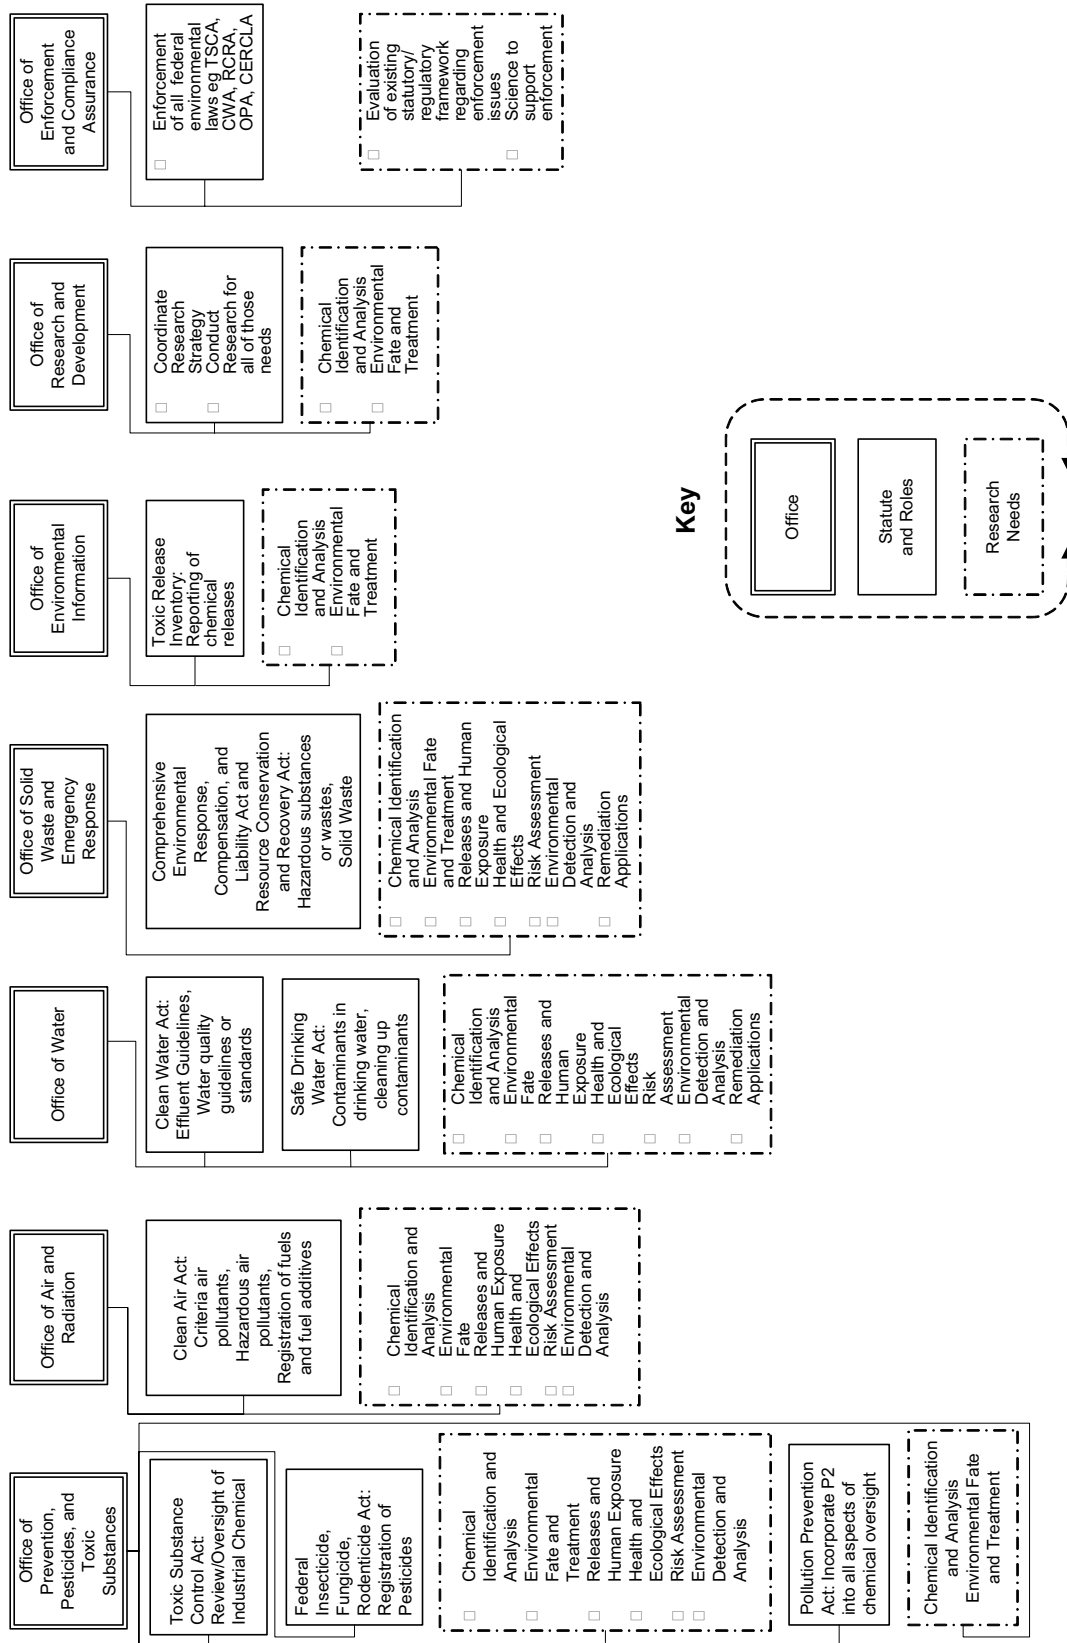 Office of
Prevention,
Pesticides, and
Toxic
Substances
Toxic Substance
Control Act:
Review/Oversight of
Industrial Chemical
Federal
Insecticide,
Fungicide,
Rodenticide Act:
Registration of
Pesticides
Chemical
Identification and
Analysis
Environmental
Fate and
Treatment
Releases and
Human Exposure
Health and
Ecological Effects
Risk Assessment
Environmental
Detection and
Analysis
Pollution Prevention
Act: Incorporate P2
into all aspects of
chemical oversight
Chemical Identification
and Analysis
Environmental Fate
and Treatment
Office of Air and
Radiation
Clean Air Act:
Criteria air
pollutants,
Hazardous air
pollutants,
Registration of fuels
and fuel additives
Chemical
Identification and
Analysis
Environmental
Fate
Releases and
Human Exposure
Health and
Ecological Effects
Risk Assessment
Environmental
Detection and
Analysis
Office of Water
Clean Water Act:
Effluent Guidelines,
Water quality
guidelines or
standards
Safe Drinking
Water Act:
Contaminants in
drinking water,
cleaning up
contaminants
Chemical
Identification
and Analysis
Environmental
Fate
Releases and
Human
Exposure
Health and
Ecological
Effects
Risk
Assessment
Environmental
Detection and
Analysis
Remediation
Applications
Office of Solid
Waste and
Emergency
Response
Comprehensive
Environmental
Response,
Compensation, and
Liability Act and
Resource Conservation
and Recovery Act:
Hazardous substances
or wastes,
Solid Waste
Chemical Identification
and Analysis
Environmental Fate
and Treatment
Releases and Human
Exposure
Health and Ecological
Effects
Risk Assessment
Environmental
Detection and
Analysis
Remediation
Applications
Office of
Environmental
Information
Toxic Release
Inventory:
Reporting of
chemical
releases
Chemical
Identification
and Analysis
Environmental
Fate and
Treatment
Office of
Research and
Development
Coordinate
Research
Strategy
Conduct
Research for
all of those
needs
Chemical
Identification
and Analysis
Environmental
Fate and
Treatment
Office of
Enforcement
and Compliance
Assurance
Enforcement
of all federal
environmental
laws eg TSCA,
CWA, RCRA,
OPA, CERCLA
Evaluation
of existing
statutory/
regulatory
framework
regarding
enforcement
issues
Science to
support
enforcement
Key
Office
Statute
and Roles
Research
Needs